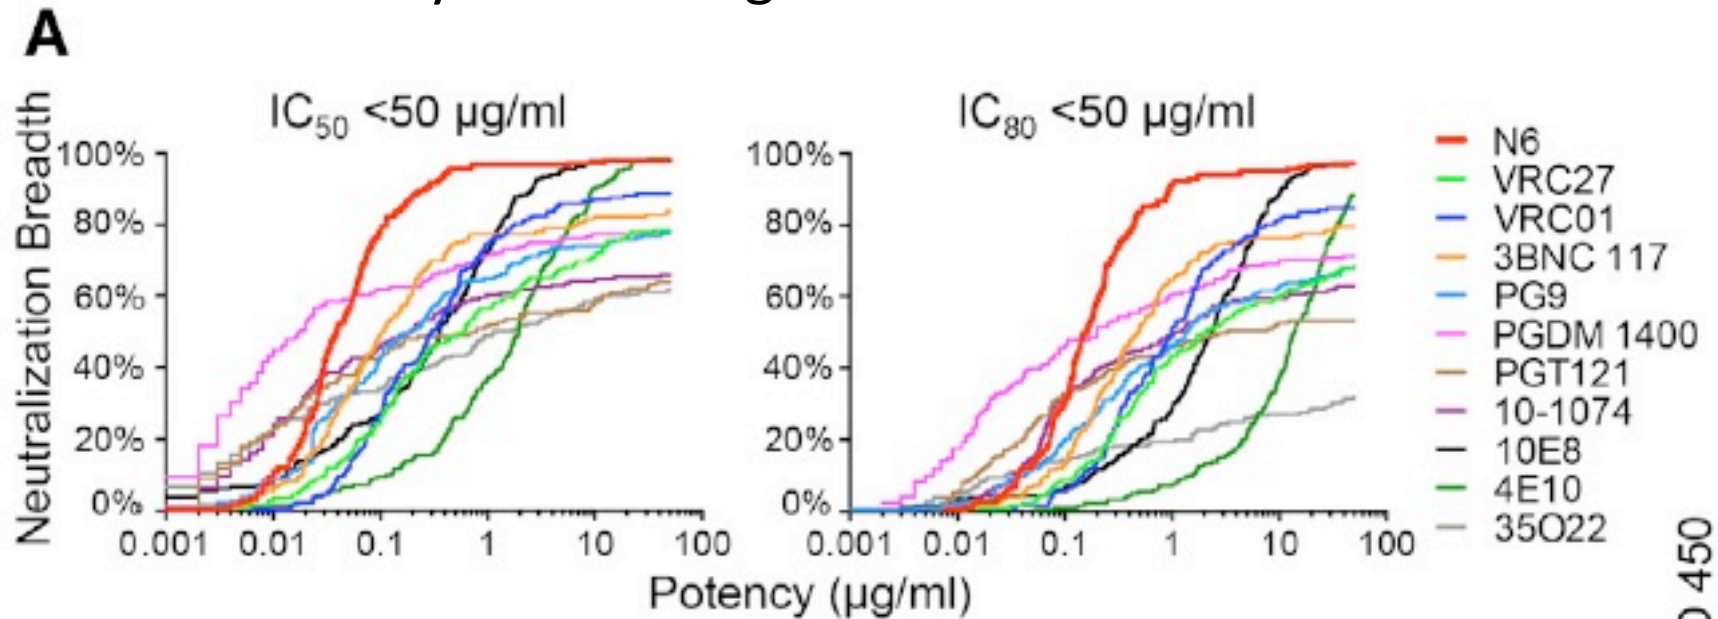 A
Neutralization Breadth
IC50 <50 µg/ml
100%
80%
60%
40%
20%
0%
0.001 0.01 0.1 1 10 100
IC80 <50 µg/ml
100%
80%
60%
40%
20%
0%
0.001 0.01 0.1 1 10 100
Potency (µg/ml)
N6
VRC27
VRC01
3BNC 117
PG9
PGDM 1400
PGT121
10-1074
10E8
4E10
35O22
450